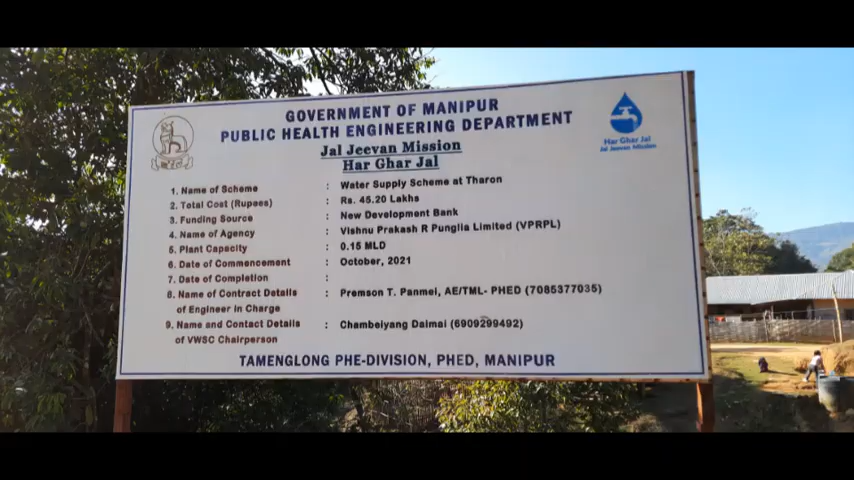 GOVERNMENT OF MANIPUR
PUBLIC HEALTH ENGINEERING DEPARTMENT
Jal Jeevan Mission
Har Ghar Jal
Har Ghar Jal
Jal Jeevan Mission
1. Name of Scheme : Water Supply Scheme at Tharon
2. Total Cost (Rupees) : Rs. 45.20 Lakhs
3. Funding Source : New Development Bank
4. Name of Agency : Vishnu Prakash R Punglia Limited (VPRPL)
5. Plant Capacity : 0.15 MLD
6. Date of Commencement : October, 2021
7. Date of Completion :
8. Name of Contract Details : Premson T. Panmei, AE/TML- PHED (7085377035)
of Engineer in Charge
9. Name and Contact Details : Chambeiyang Daimai (6909299492)
of VWSC Chairperson
TAMENGLONG PHE-DIVISION, PHED, MANIPUR